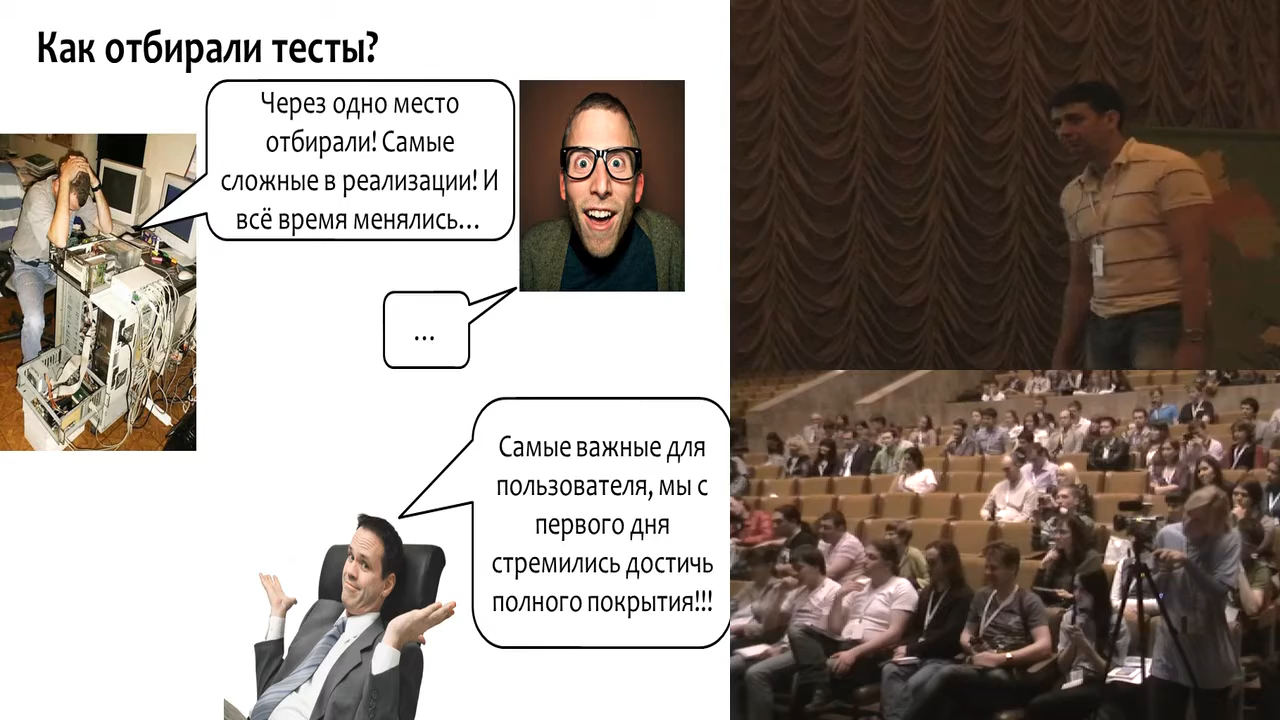 Как отбирали тесты?
Через одно место
отбирали! Самые
сложные в реализации! И
всё время менялись...
...
Самые важные для
пользователя, мы с
первого дня
стремились достичь
полного покрытия!!!